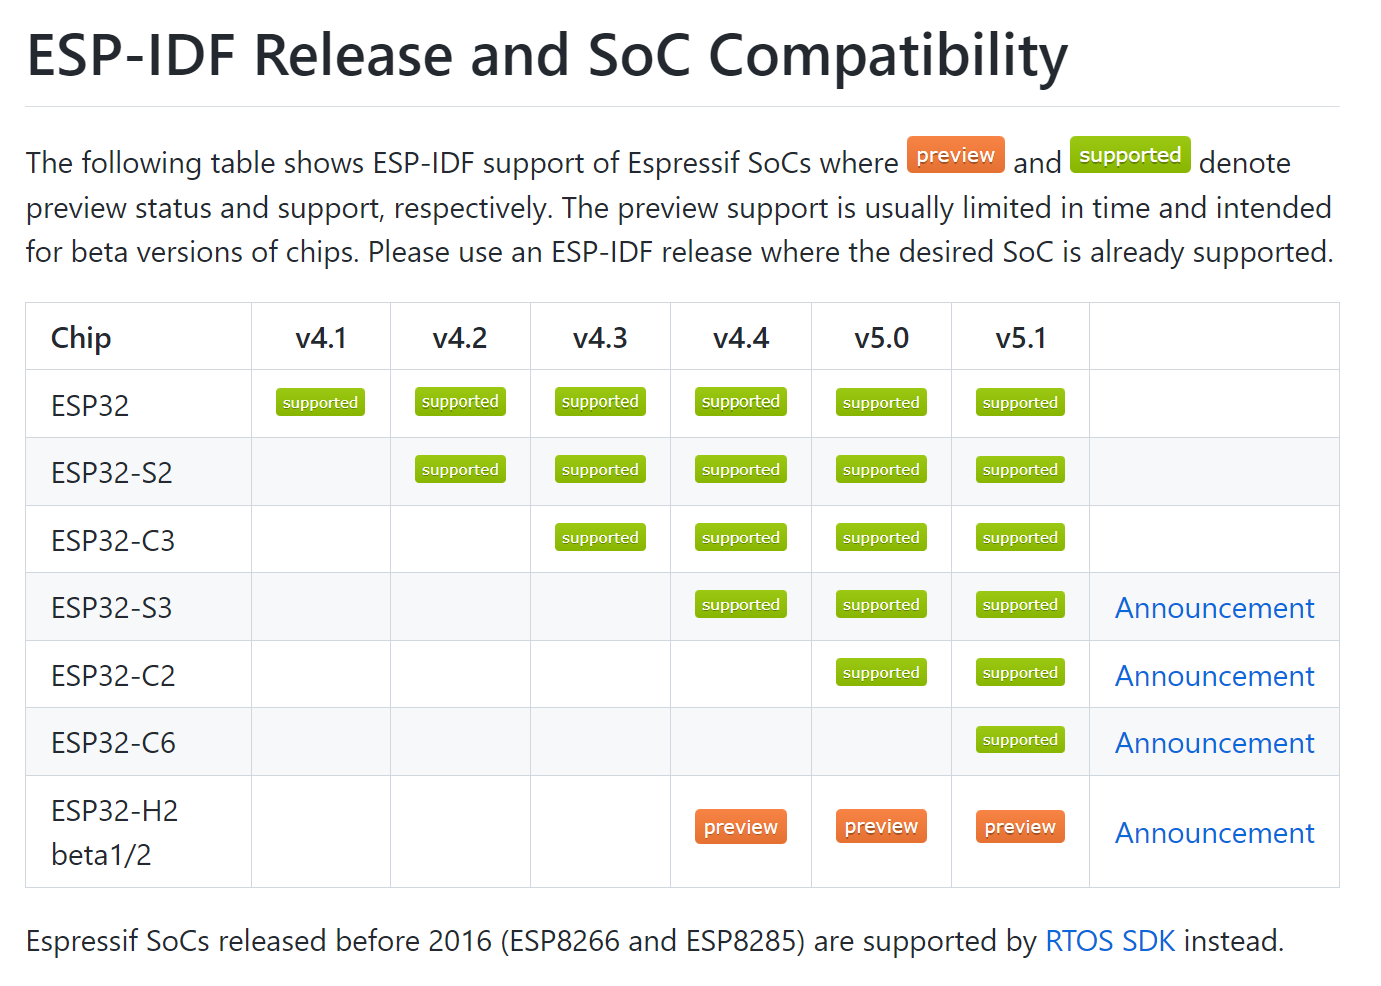 ESP-IDF Release and SoC Compatibility
The following table shows ESP-IDF support of Espressif SoCs where preview and supported denote
preview status and support, respectively. The preview support is usually limited in time and intended
for beta versions of chips. Please use an ESP-IDF release where the desired SoC is already supported.
Chip v4.1 v4.2 v4.3 v4.4 v5.0 v5.1
ESP32 supported supported supported supported supported supported
ESP32-S2 supported supported supported supported supported
ESP32-C3 supported supported supported supported
ESP32-S3 supported supported supported Announcement
ESP32-C2 supported supported Announcement
ESP32-C6 supported Announcement
ESP32-H2
beta1/2 preview preview preview Announcement
Espressif SoCs released before 2016 (ESP8266 and ESP8285) are supported by RTOS SDK instead.